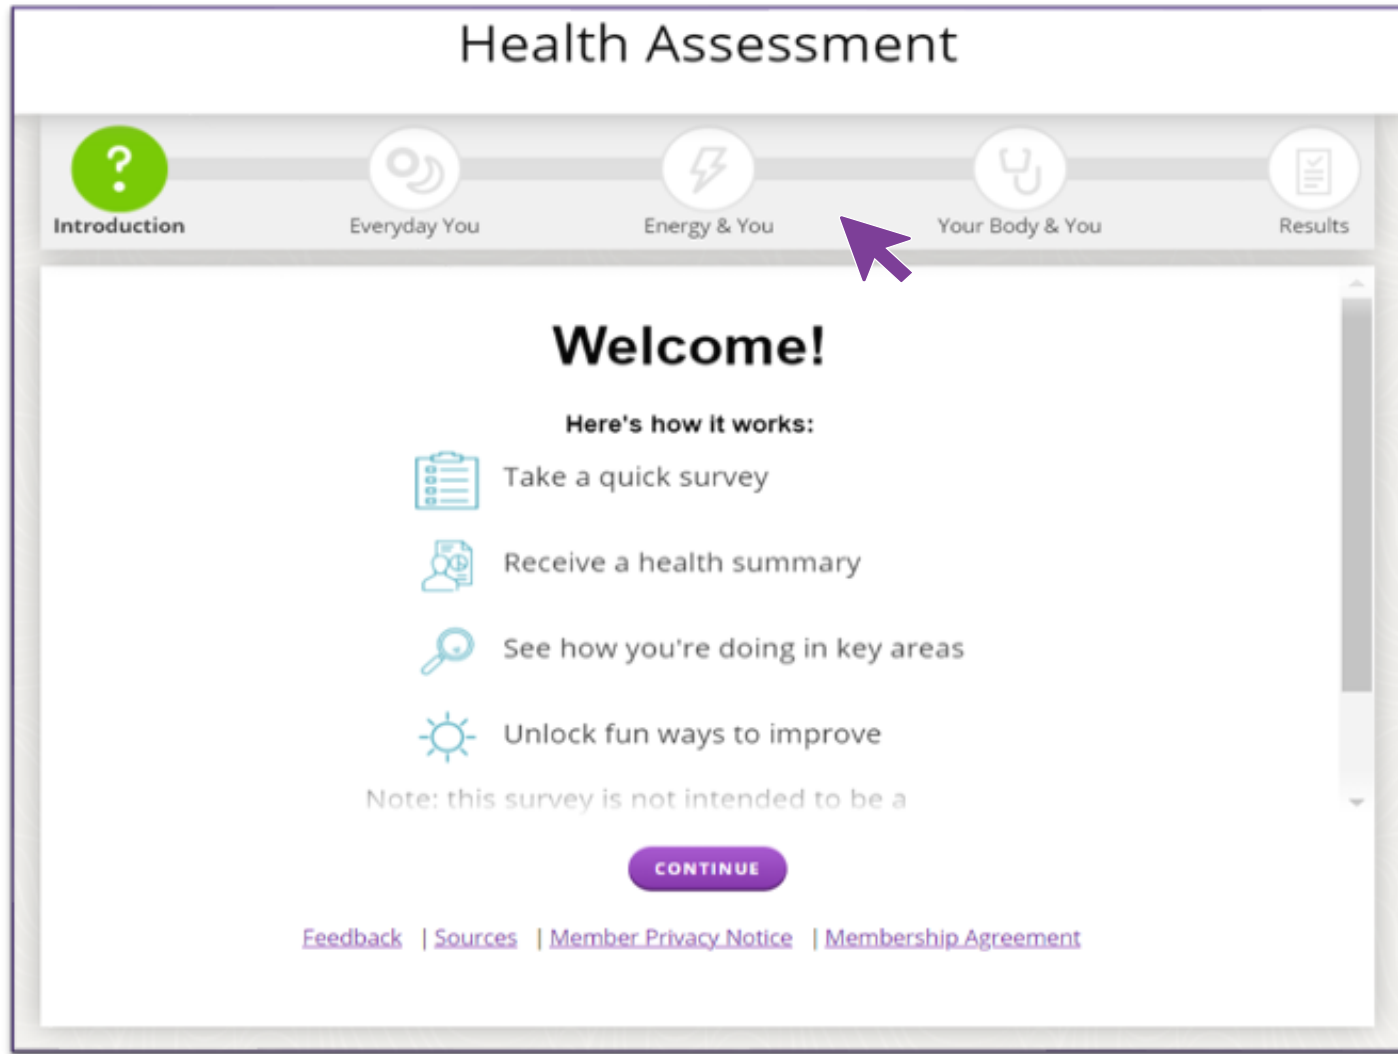 Health Assessment
?
Introduction
Everyday You
Energy & You
Your Body & You
Results
Welcome!
Here's how it works:
Take a quick survey
Receive a health summary
See how you're doing in key areas
Unlock fun ways to improve
Note: this survey is not intended to be a
CONTINUE
Feedback | Sources | Member Privacy Notice | Membership Agreement